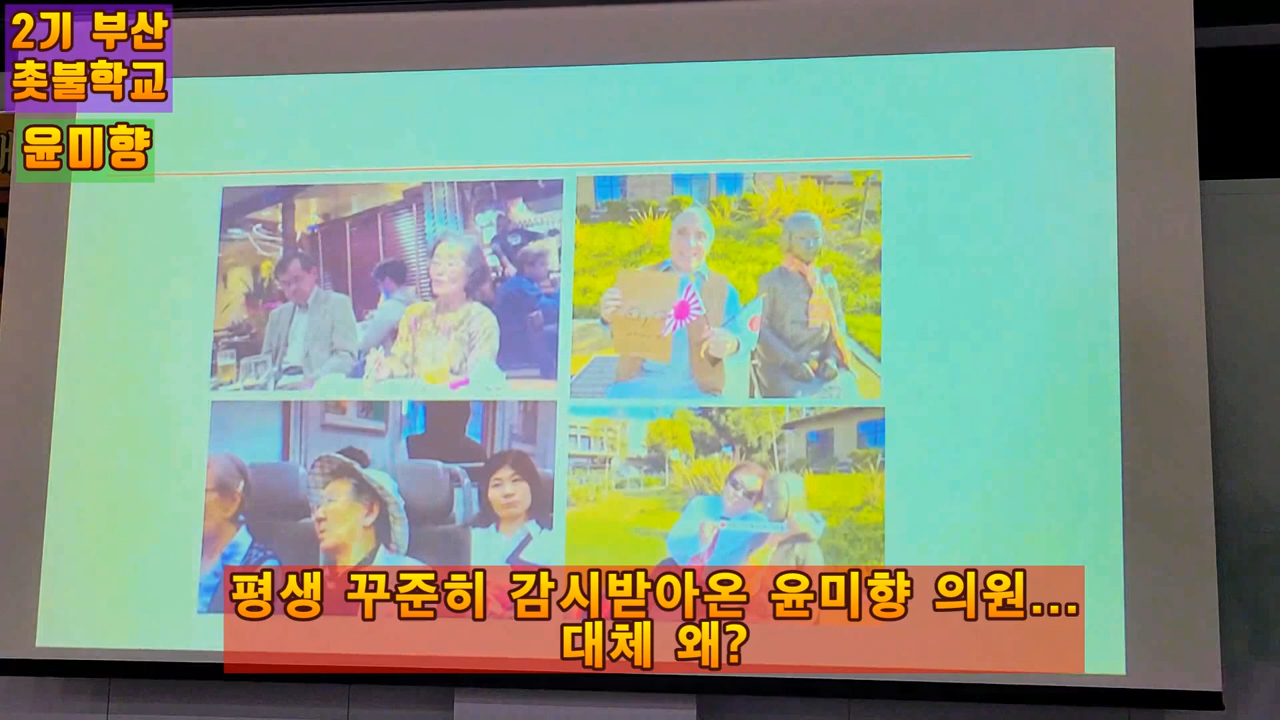 2기 부산
촛불학교
윤미향
평생 꾸준히 감시받아온 윤미향 의원...
대체 왜?